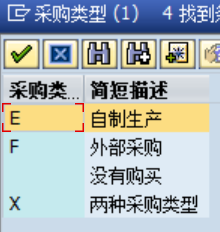 采购类型 (1) 4 找到
采购类... 简短描述
E 自制生产
F 外部采购
没有购买
X 两种采购类型